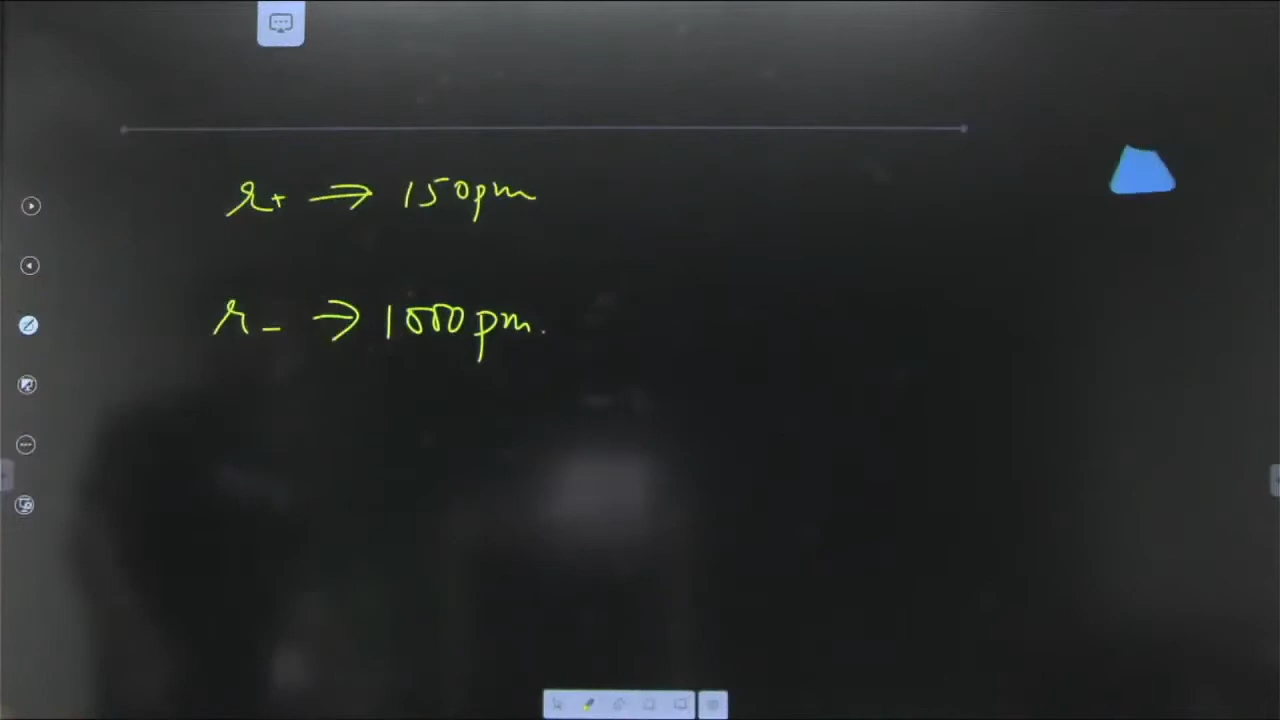 r+ → 150pm
r- → 1000pm.